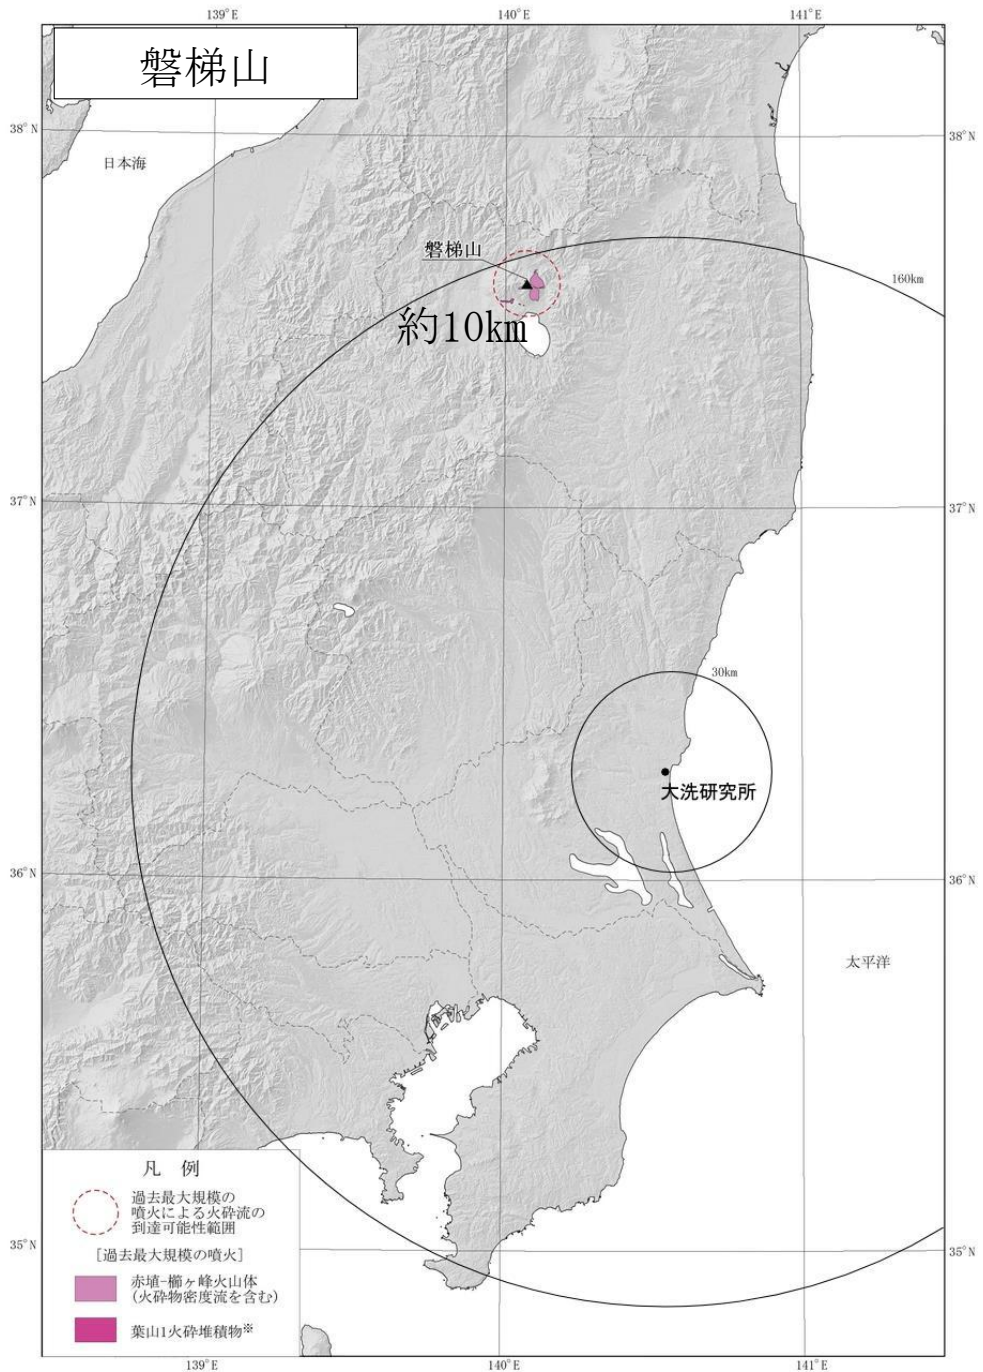 139°E
140°E
141°E
磐梯山
38°N
38°N
日本海
磐梯山
160km
約10km
37°N
37°N
30km
大洗研究所
36°N
36°N
太平洋
凡 例
過去最大規模の
噴火による火砕流の
到達可能性範囲
[過去最大規模の噴火]
赤埴-櫛ヶ峰火山体
(火砕物密度流を含む)
葉山1火砕堆積物※
35°N
35°N
139°E
140°E
141°E